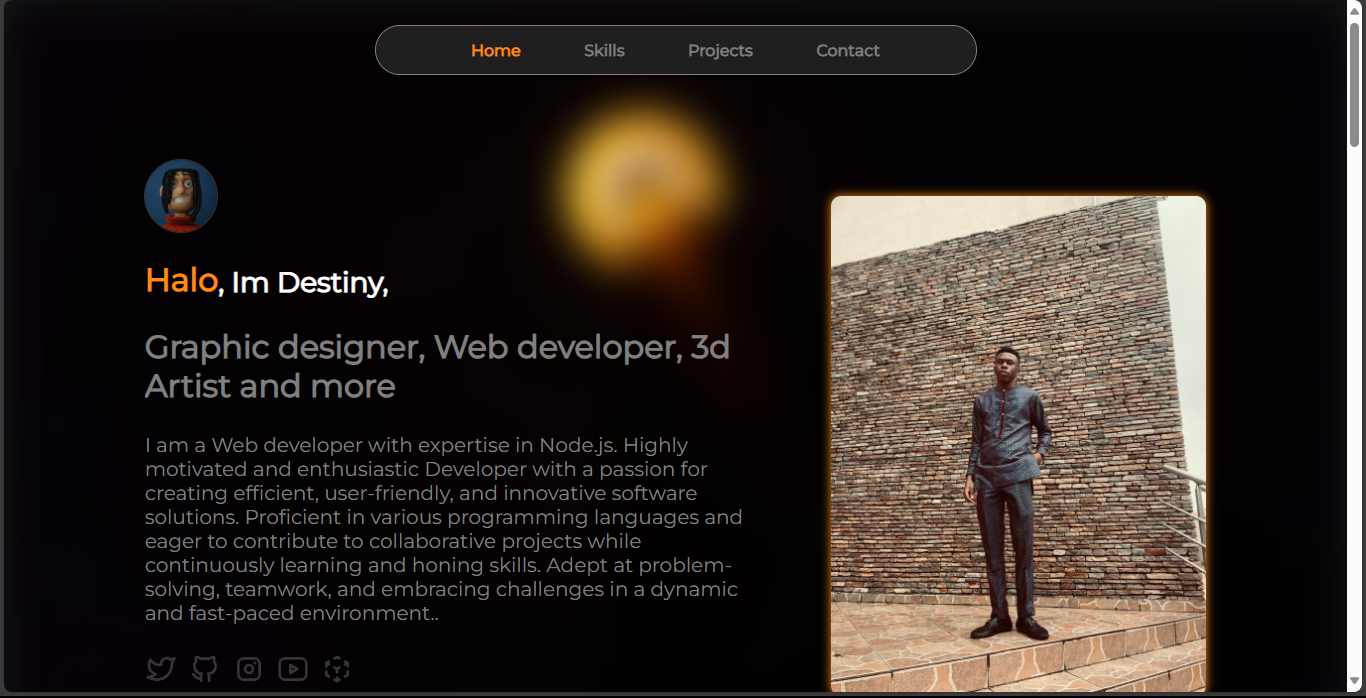 Home Skills Projects Contact
Halo, Im Destiny,
Graphic designer, Web developer, 3d
Artist and more
I am a Web developer with expertise in Node.js. Highly
motivated and enthusiastic Developer with a passion for
creating efficient, user-friendly, and innovative software
solutions. Proficient in various programming languages and
eager to contribute to collaborative projects while
continuously learning and honing skills. Adept at problem-
solving, teamwork, and embracing challenges in a dynamic
and fast-paced environment..